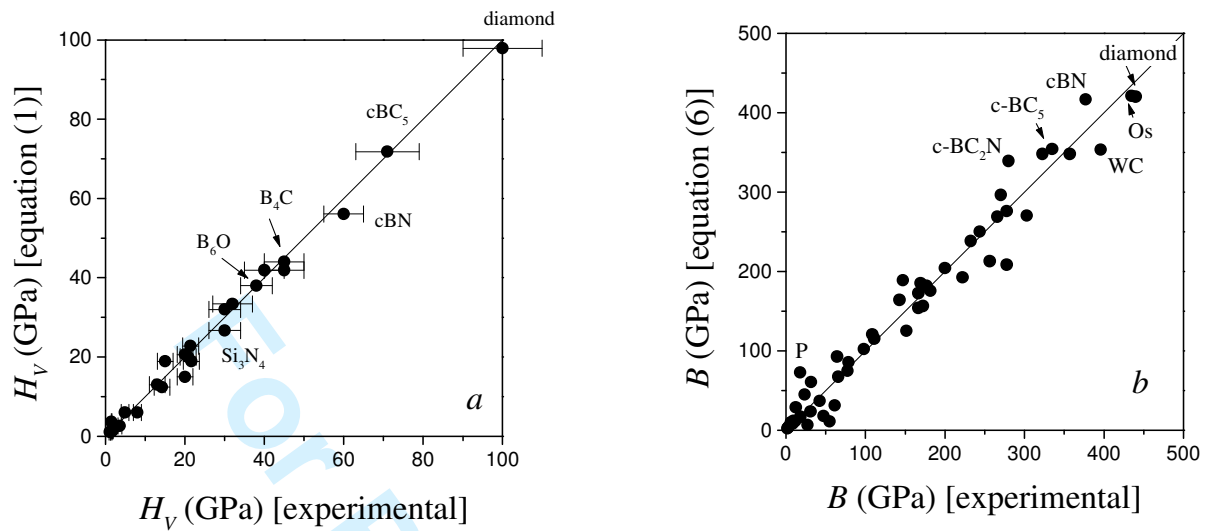 diamond
100
80
60
40
20
0
cBC₅
cBN
B₄C
B₆O
Si₃N₄
a
0 20 40 60 80 100
H_V (GPa) [experimental]
H_V (GPa) [equation (1)]
For
500
400
300
200
100
0
diamond
cBN
c-BC₅
Os
c-BC₂N
WC
P
b
0 100 200 300 400 500
B (GPa) [experimental]
B (GPa) [equation (6)]